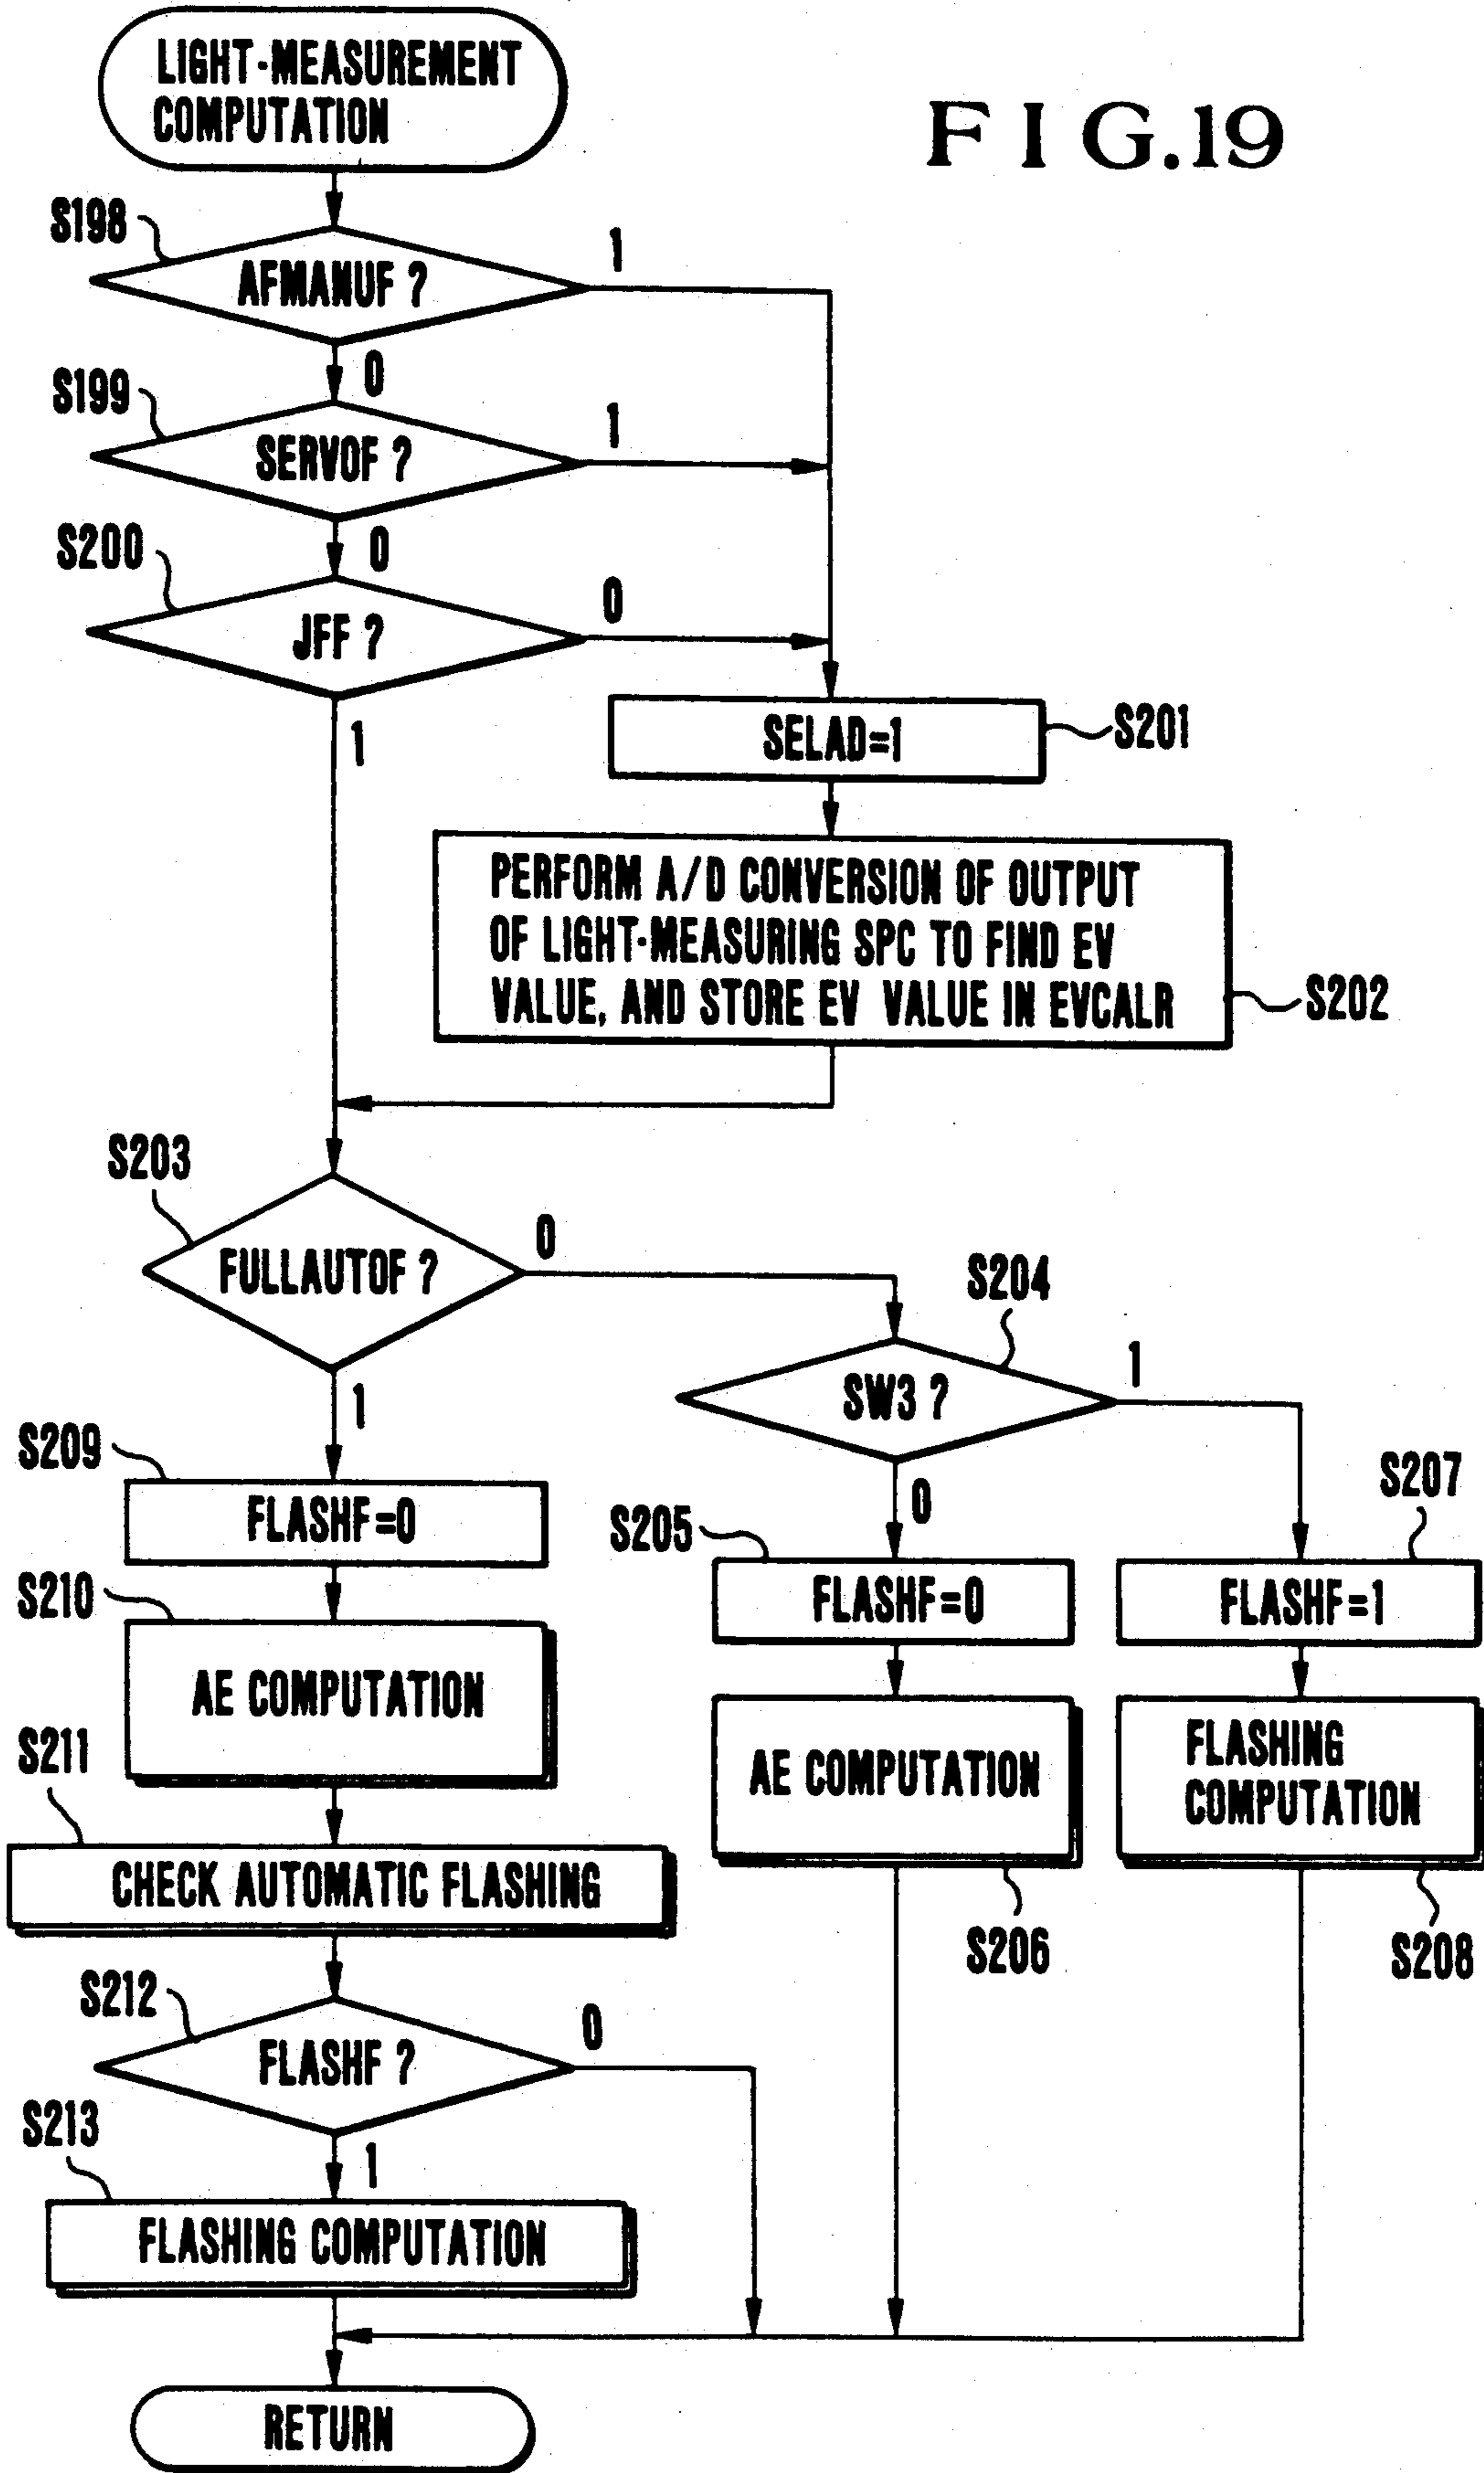 LIGHT-MEASUREMENT
COMPUTATION
FIG.19
S198
AFMANUF ?
1
0
S199
SERVOF ?
1
0
S200
JFF ?
0
1
SELAD=1
S201
PERFORM A/D CONVERSION OF OUTPUT
OF LIGHT-MEASURING SPC TO FIND EV
VALUE, AND STORE EV VALUE IN EVCALR
S202
S203
FULLAUTOF ?
0
1
S204
SW3 ?
1
0
S209
FLASHF=0
S205
FLASHF=0
S207
FLASHF=1
S210
AE COMPUTATION
AE COMPUTATION
S206
FLASHING
COMPUTATION
S208
S211
CHECK AUTOMATIC FLASHING
S212
FLASHF ?
0
1
S213
FLASHING COMPUTATION
RETURN